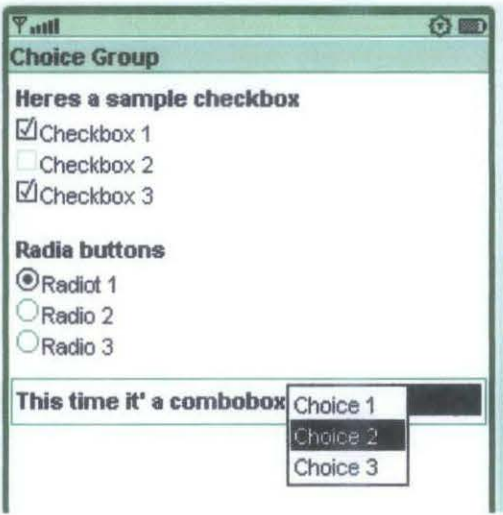 Choice Group
Heres a sample checkbox
Checkbox 1
Checkbox 2
Checkbox 3
Radia buttons
Radiot 1
Radio 2
Radio 3
This time it' a combobox
Choice 1
Choice 2
Choice 3